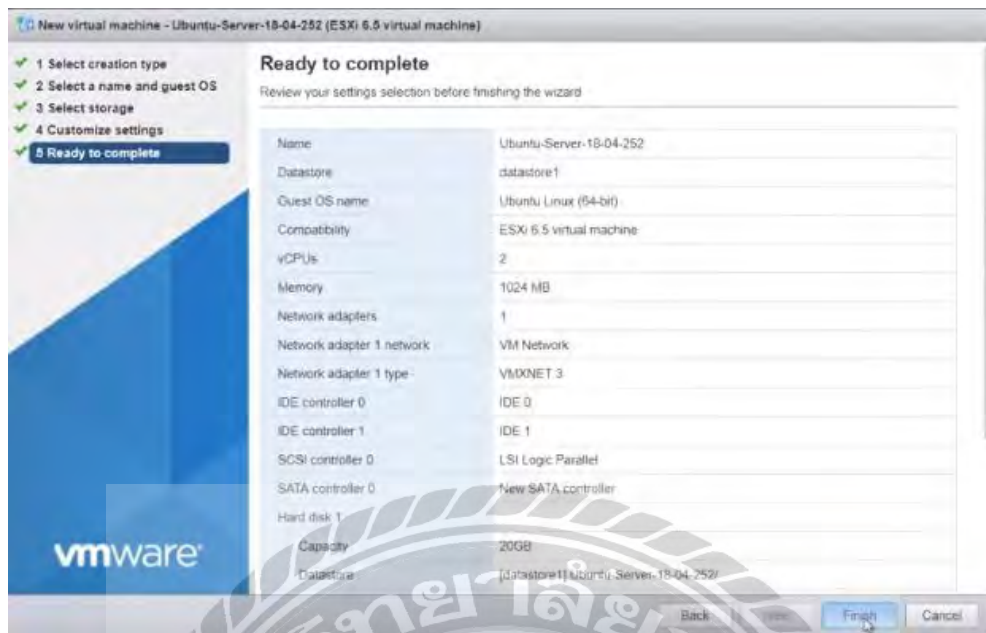 New virtual machine - Ubuntu-Server-18-04-252 (ESXi 6.5 virtual machine)
1 Select creation type
2 Select a name and guest OS
3 Select storage
4 Customize settings
5 Ready to complete
Ready to complete
Review your settings selection before finishing the wizard
Name Ubuntu-Server-18-04-252
Datastore datastore1
Guest OS name Ubuntu Linux (64-bit)
Compatibility ESXi 6.5 virtual machine
vCPUs 2
Memory 1024 MB
Network adapters 1
Network adapter 1 network VM Network
Network adapter 1 type VMXNET 3
IDE controller 0 IDE 0
IDE controller 1 IDE 1
SCSI controller 0 LSI Logic Parallel
SATA controller 0 New SATA controller
Hard disk 1
Capacity 20GB
Datastore [datastore1] Ubuntu-Server-18-04-252/
vmware
Back Next Finish Cancel